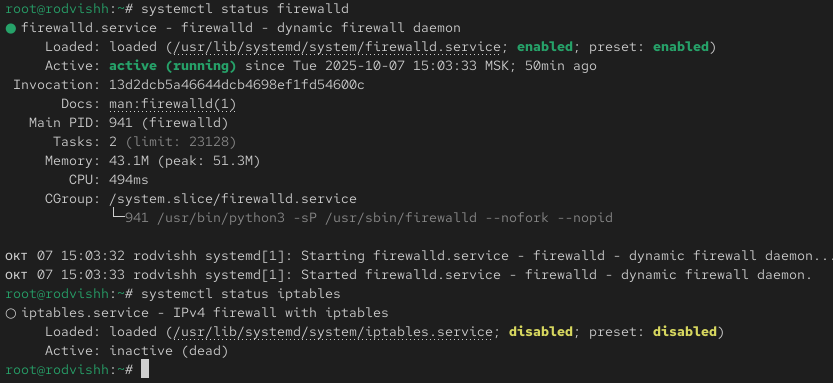 root@rodvishh:~# systemctl status firewalld
● firewalld.service - firewalld - dynamic firewall daemon
     Loaded: loaded (/usr/lib/systemd/system/firewalld.service; enabled; preset: enabled)
     Active: active (running) since Tue 2025-10-07 15:03:33 MSK; 50min ago
 Invocation: 13d2dcb5a46644dcb4698ef1fd54600c
       Docs: man:firewalld(1)
   Main PID: 941 (firewalld)
      Tasks: 2 (limit: 23128)
     Memory: 43.1M (peak: 51.3M)
        CPU: 494ms
     CGroup: /system.slice/firewalld.service
             └─941 /usr/bin/python3 -sP /usr/sbin/firewalld --nofork --nopid
окт 07 15:03:32 rodvishh systemd[1]: Starting firewalld.service - firewalld - dynamic firewall daemon...
окт 07 15:03:33 rodvishh systemd[1]: Started firewalld.service - firewalld - dynamic firewall daemon.
root@rodvishh:~# systemctl status iptables
○ iptables.service - IPv4 firewall with iptables
     Loaded: loaded (/usr/lib/systemd/system/iptables.service; disabled; preset: disabled)
     Active: inactive (dead)
root@rodvishh:~#